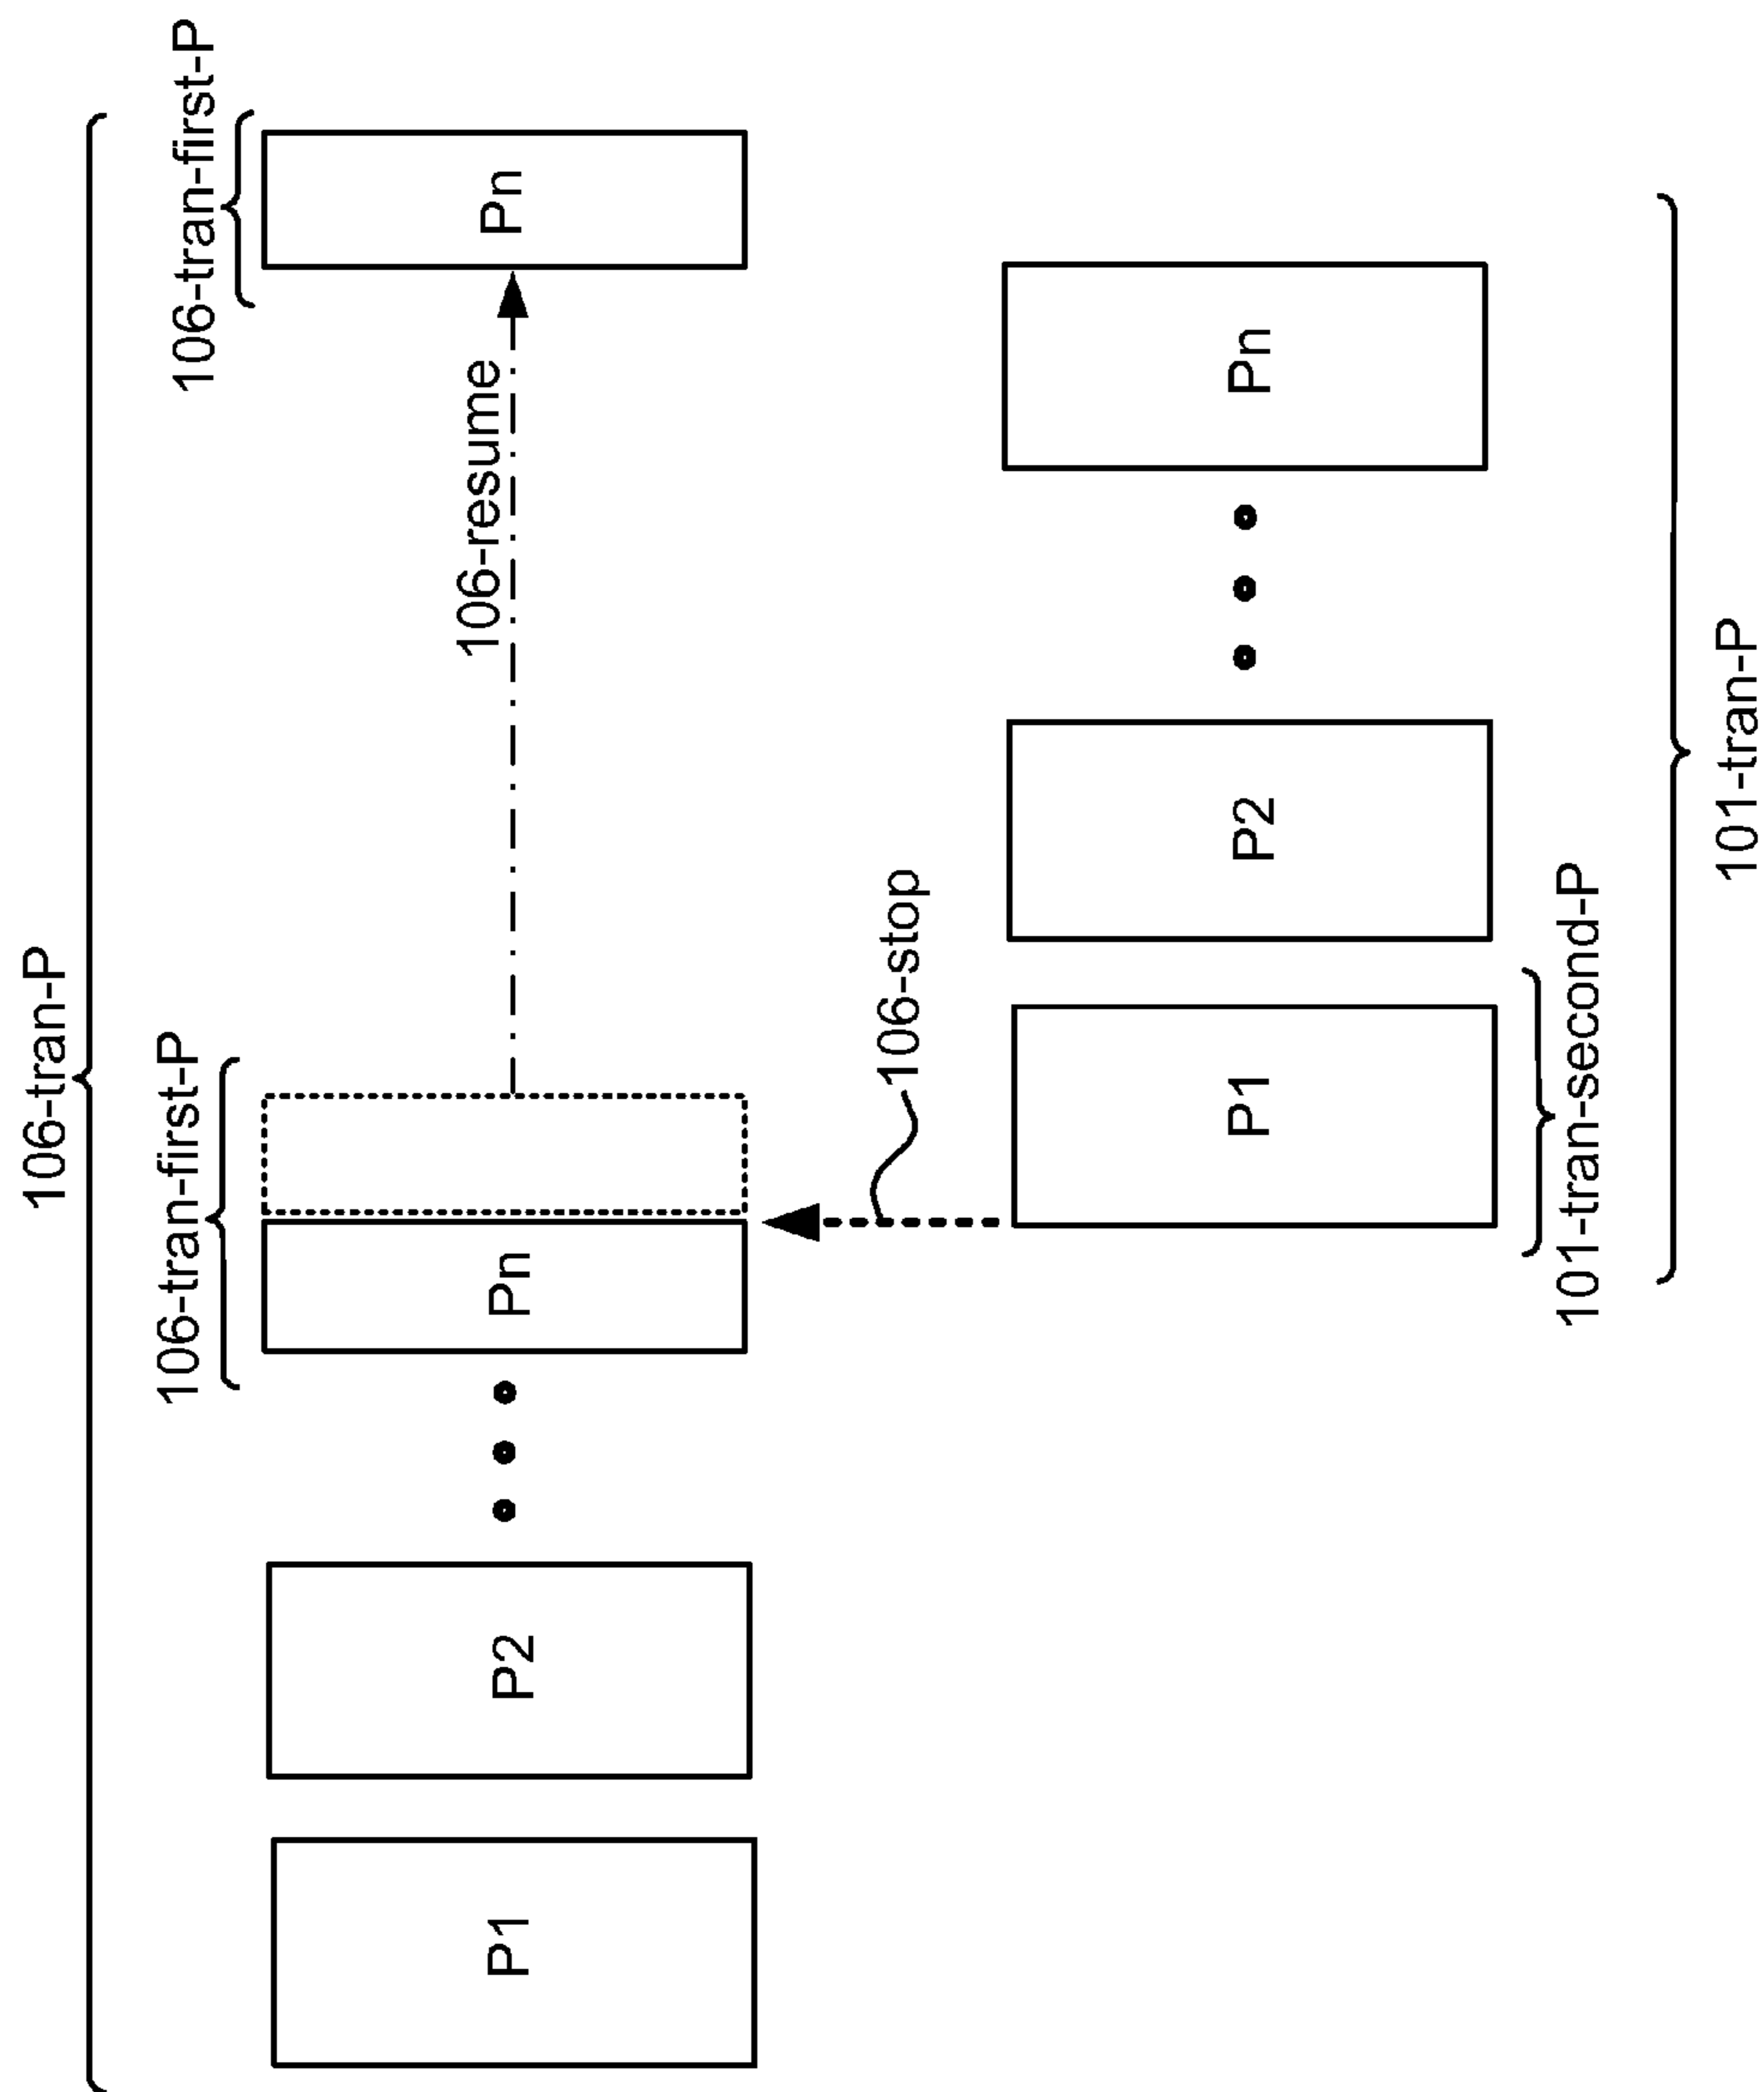 106-tran-P
106-tran-first-P
106-tran-first-P
P1
P2
Pn
106-resume
Pn
106-stop
P1
P2
Pn
101-tran-second-P
101-tran-P